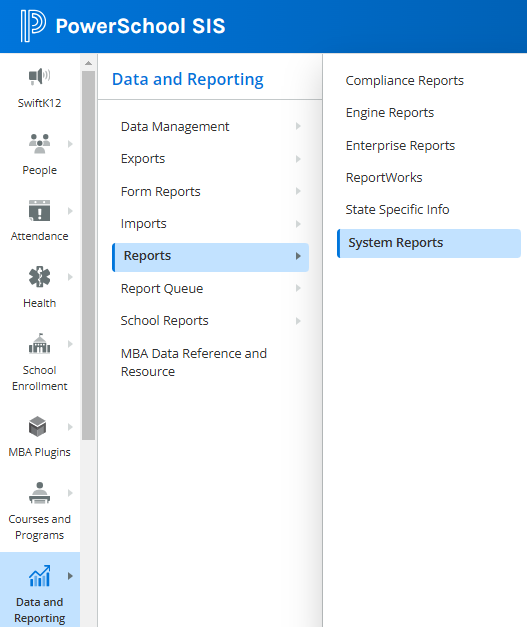 PowerSchool SIS
SwiftK12
People
Attendance
Health
School
Enrollment
MBA Plugins
Courses and
Programs
Data and
Reporting
Data and Reporting
Data Management
Exports
Form Reports
Imports
Reports
Report Queue
School Reports
MBA Data Reference and
Resource
Compliance Reports
Engine Reports
Enterprise Reports
ReportWorks
State Specific Info
System Reports